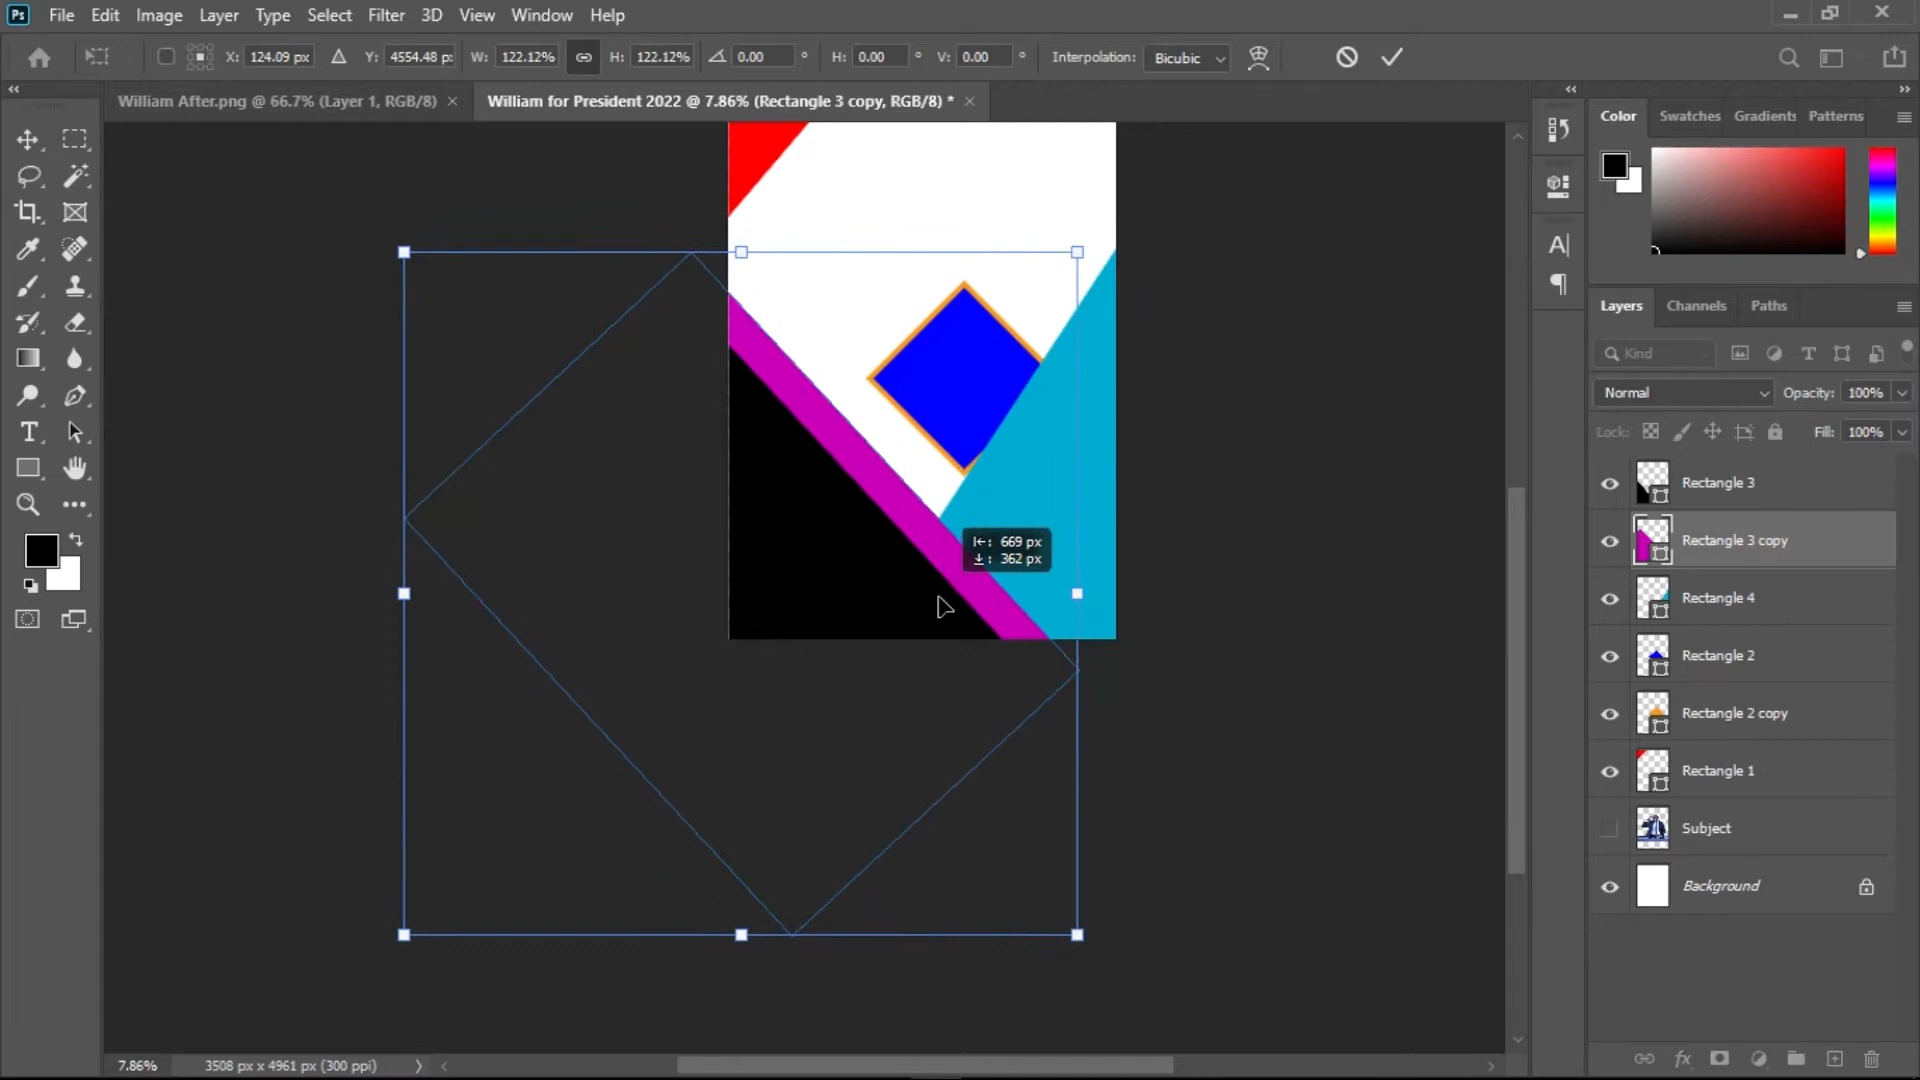 Ps File Edit Image Layer Type Select Filter 3D View Window Help
X: 124.09 px Y: 4554.48 p: W: 122.12% H: 122.12% 0.00 ° H: 0.00 ° V: 0.00 ° Interpolation: Bicubic
William After.png @ 66.7% (Layer 1, RGB/8) × William for President 2022 @ 7.86% (Rectangle 3 copy, RGB/8) * ×
Color Swatches Gradients Patterns
Layers Channels Paths
Kind
Normal Opacity: 100%
Lock: Fill: 100%
Rectangle 3
Rectangle 3 copy
Rectangle 4
Rectangle 2
Rectangle 2 copy
Rectangle 1
Subject
Background
669 px
362 px
7.86% 3508 px x 4961 px (300 ppi)